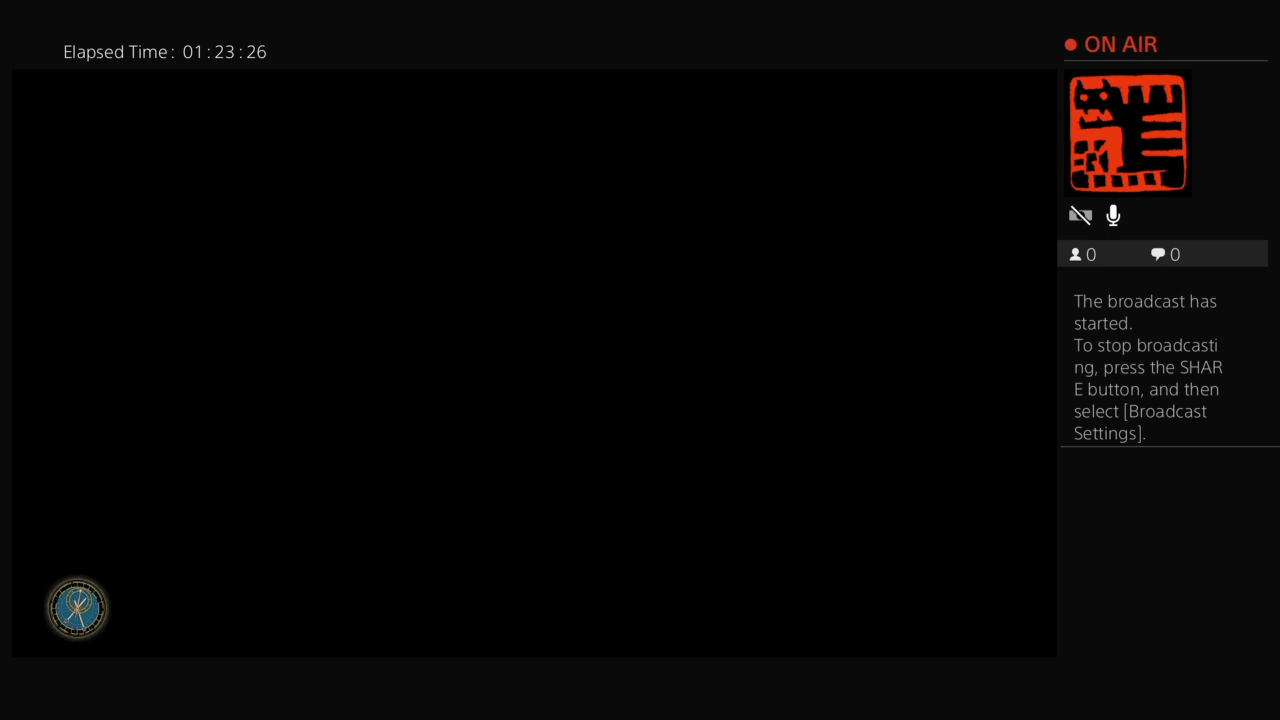 Elapsed Time: 01:23:26
ON AIR
0 0
The broadcast has
started.
To stop broadcasti
ng, press the SHAR
E button, and then
select [Broadcast
Settings].